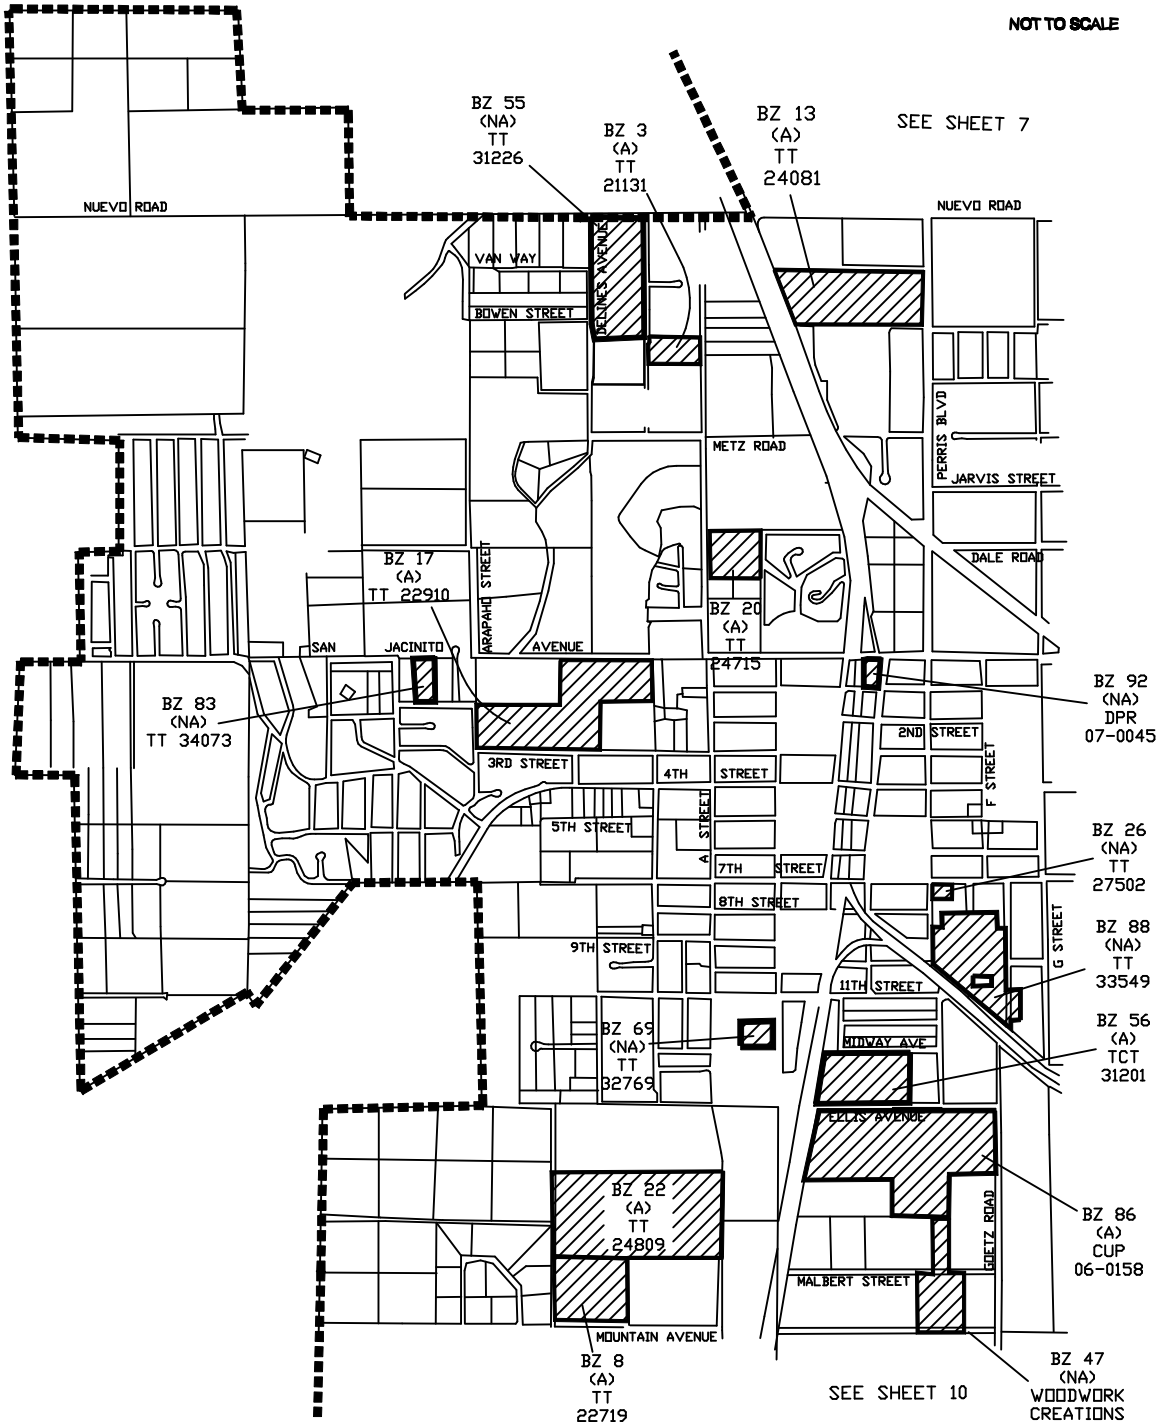 NOT TO SCALE
BZ 55
(NA)
TT
31226
BZ 3
(A)
TT
21131
BZ 13
(A)
TT
24081
SEE SHEET 7
NUEVO ROAD
NUEVO ROAD
VAN WAY
DELINES AVENUE
BOWEN STREET
PERRIS BLVD
METZ ROAD
JARVIS STREET
DALE ROAD
BZ 17
(A)
TT 22910
ARAPAHO STREET
BZ 20
(A)
TT
24715
SAN JACINITO AVENUE
BZ 83
(NA)
TT 34073
BZ 92
(NA)
DPR
07-0045
2ND STREET
3RD STREET
4TH STREET
F STREET
A STREET
5TH STREET
BZ 26
(NA)
TT
27502
7TH STREET
8TH STREET
BZ 88
(NA)
TT
33549
G STREET
9TH STREET
11TH STREET
BZ 69
(NA)
TT
32769
MIDWAY AVE
BZ 56
(A)
TCT
31201
ELLIS AVENUE
BZ 22
(A)
TT
24809
GOETZ ROAD
BZ 86
(A)
CUP
06-0158
MALBERT STREET
MOUNTAIN AVENUE
BZ 8
(A)
TT
22719
BZ 47
(NA)
WOODWORK
CREATIONS
SEE SHEET 10